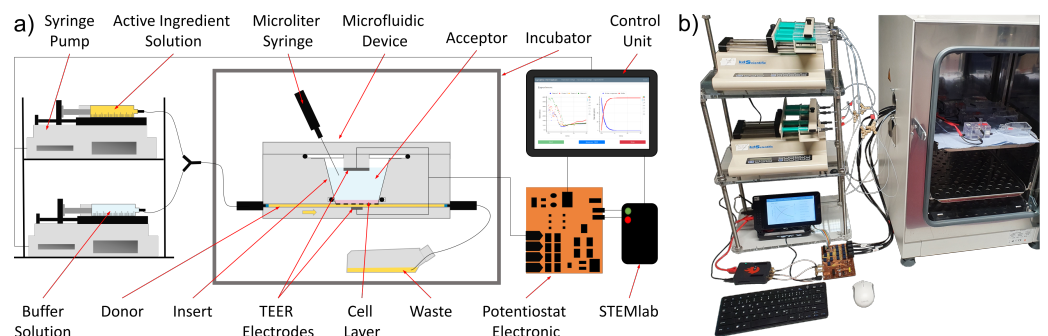 a)
Syringe
Pump
Active Ingredient
Solution
Microliter
Syringe
Microfluidic
Device
Acceptor
Incubator
Control
Unit
b)
Buffer
Solution
Donor
Insert
TEER
Electrodes
Cell
Layer
Waste
Potentiostat
Electronic
STEMlab